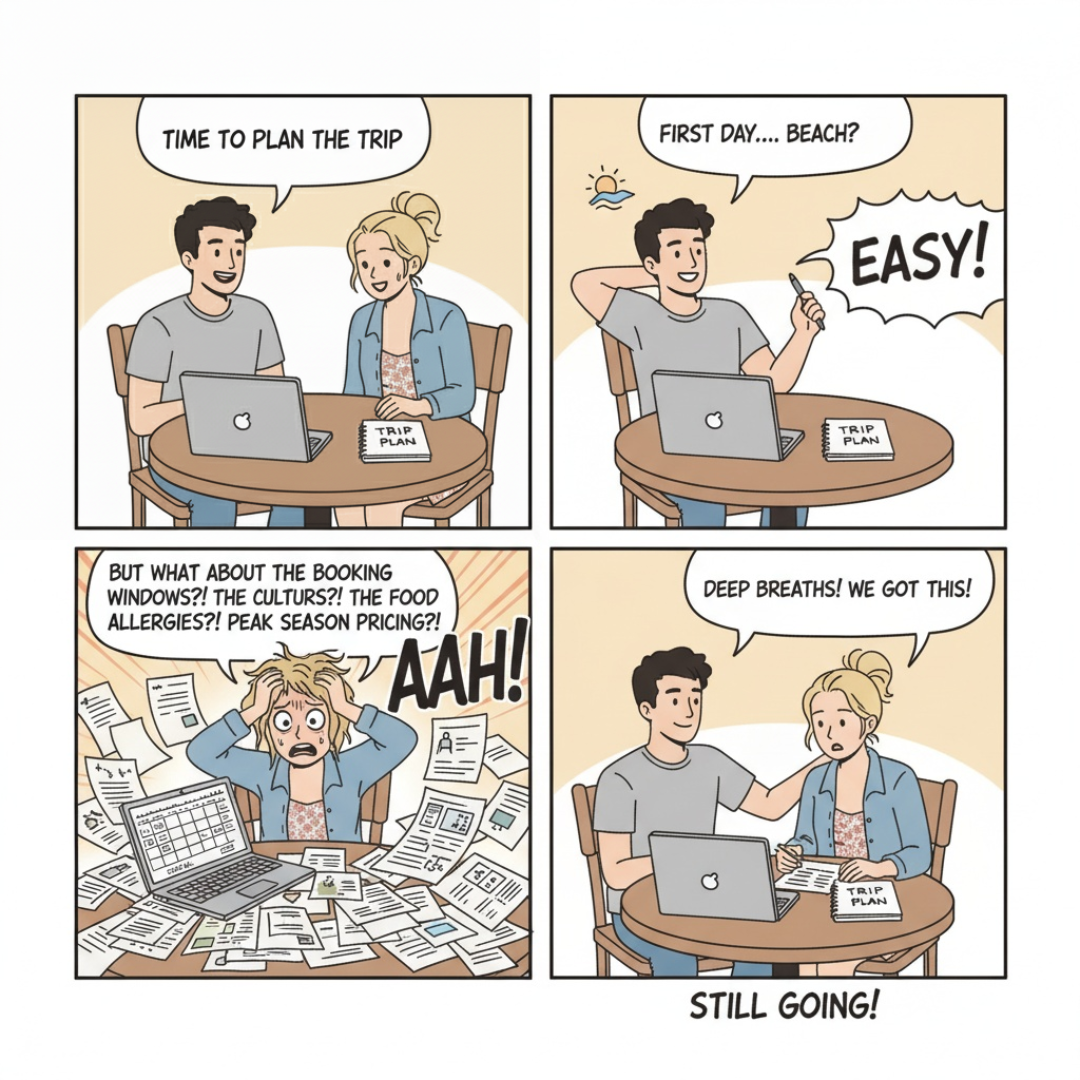 TIME TO PLAN THE TRIP
TRIP
PLAN
FIRST DAY.... BEACH?
EASY!
TRIP
PLAN
BUT WHAT ABOUT THE BOOKING
WINDOWS?! THE CULTURS?! THE FOOD
ALLERGIES?! PEAK SEASON PRICING?!
AAH!
DEEP BREATHS! WE GOT THIS!
TRIP
PLAN
STILL GOING!